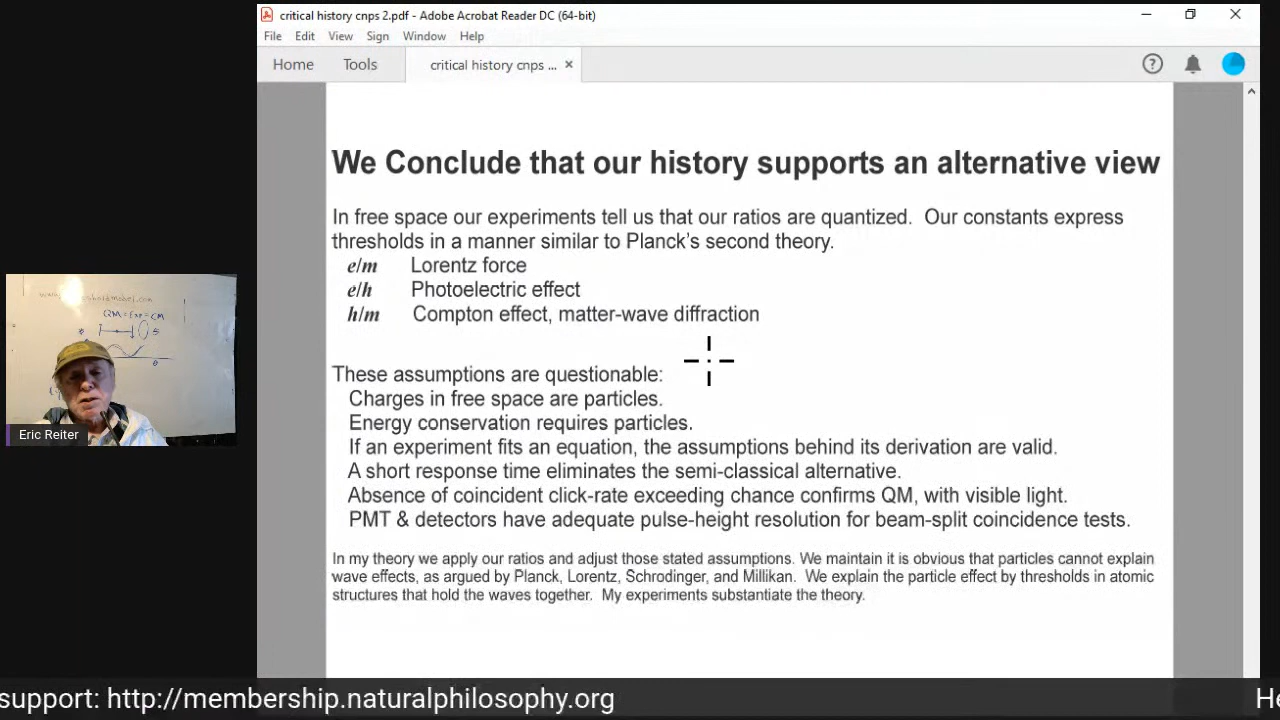 critical history cnps 2.pdf - Adobe Acrobat Reader DC (64-bit)
File Edit View Sign Window Help
Home Tools critical history cnps ... ×
We Conclude that our history supports an alternative view
In free space our experiments tell us that our ratios are quantized. Our constants express
thresholds in a manner similar to Planck's second theory.
e/m Lorentz force
e/h Photoelectric effect
h/m Compton effect, matter-wave diffraction
These assumptions are questionable:
Charges in free space are particles.
Energy conservation requires particles.
If an experiment fits an equation, the assumptions behind its derivation are valid.
A short response time eliminates the semi-classical alternative.
Absence of coincident click-rate exceeding chance confirms QM, with visible light.
PMT & detectors have adequate pulse-height resolution for beam-split coincidence tests.
In my theory we apply our ratios and adjust those stated assumptions. We maintain it is obvious that particles cannot explain
wave effects, as argued by Planck, Lorentz, Schrodinger, and Millikan. We explain the particle effect by thresholds in atomic
structures that hold the waves together. My experiments substantiate the theory.
QM=Exp=CM
Eric Reiter
support: http://membership.naturalphilosophy.org
He